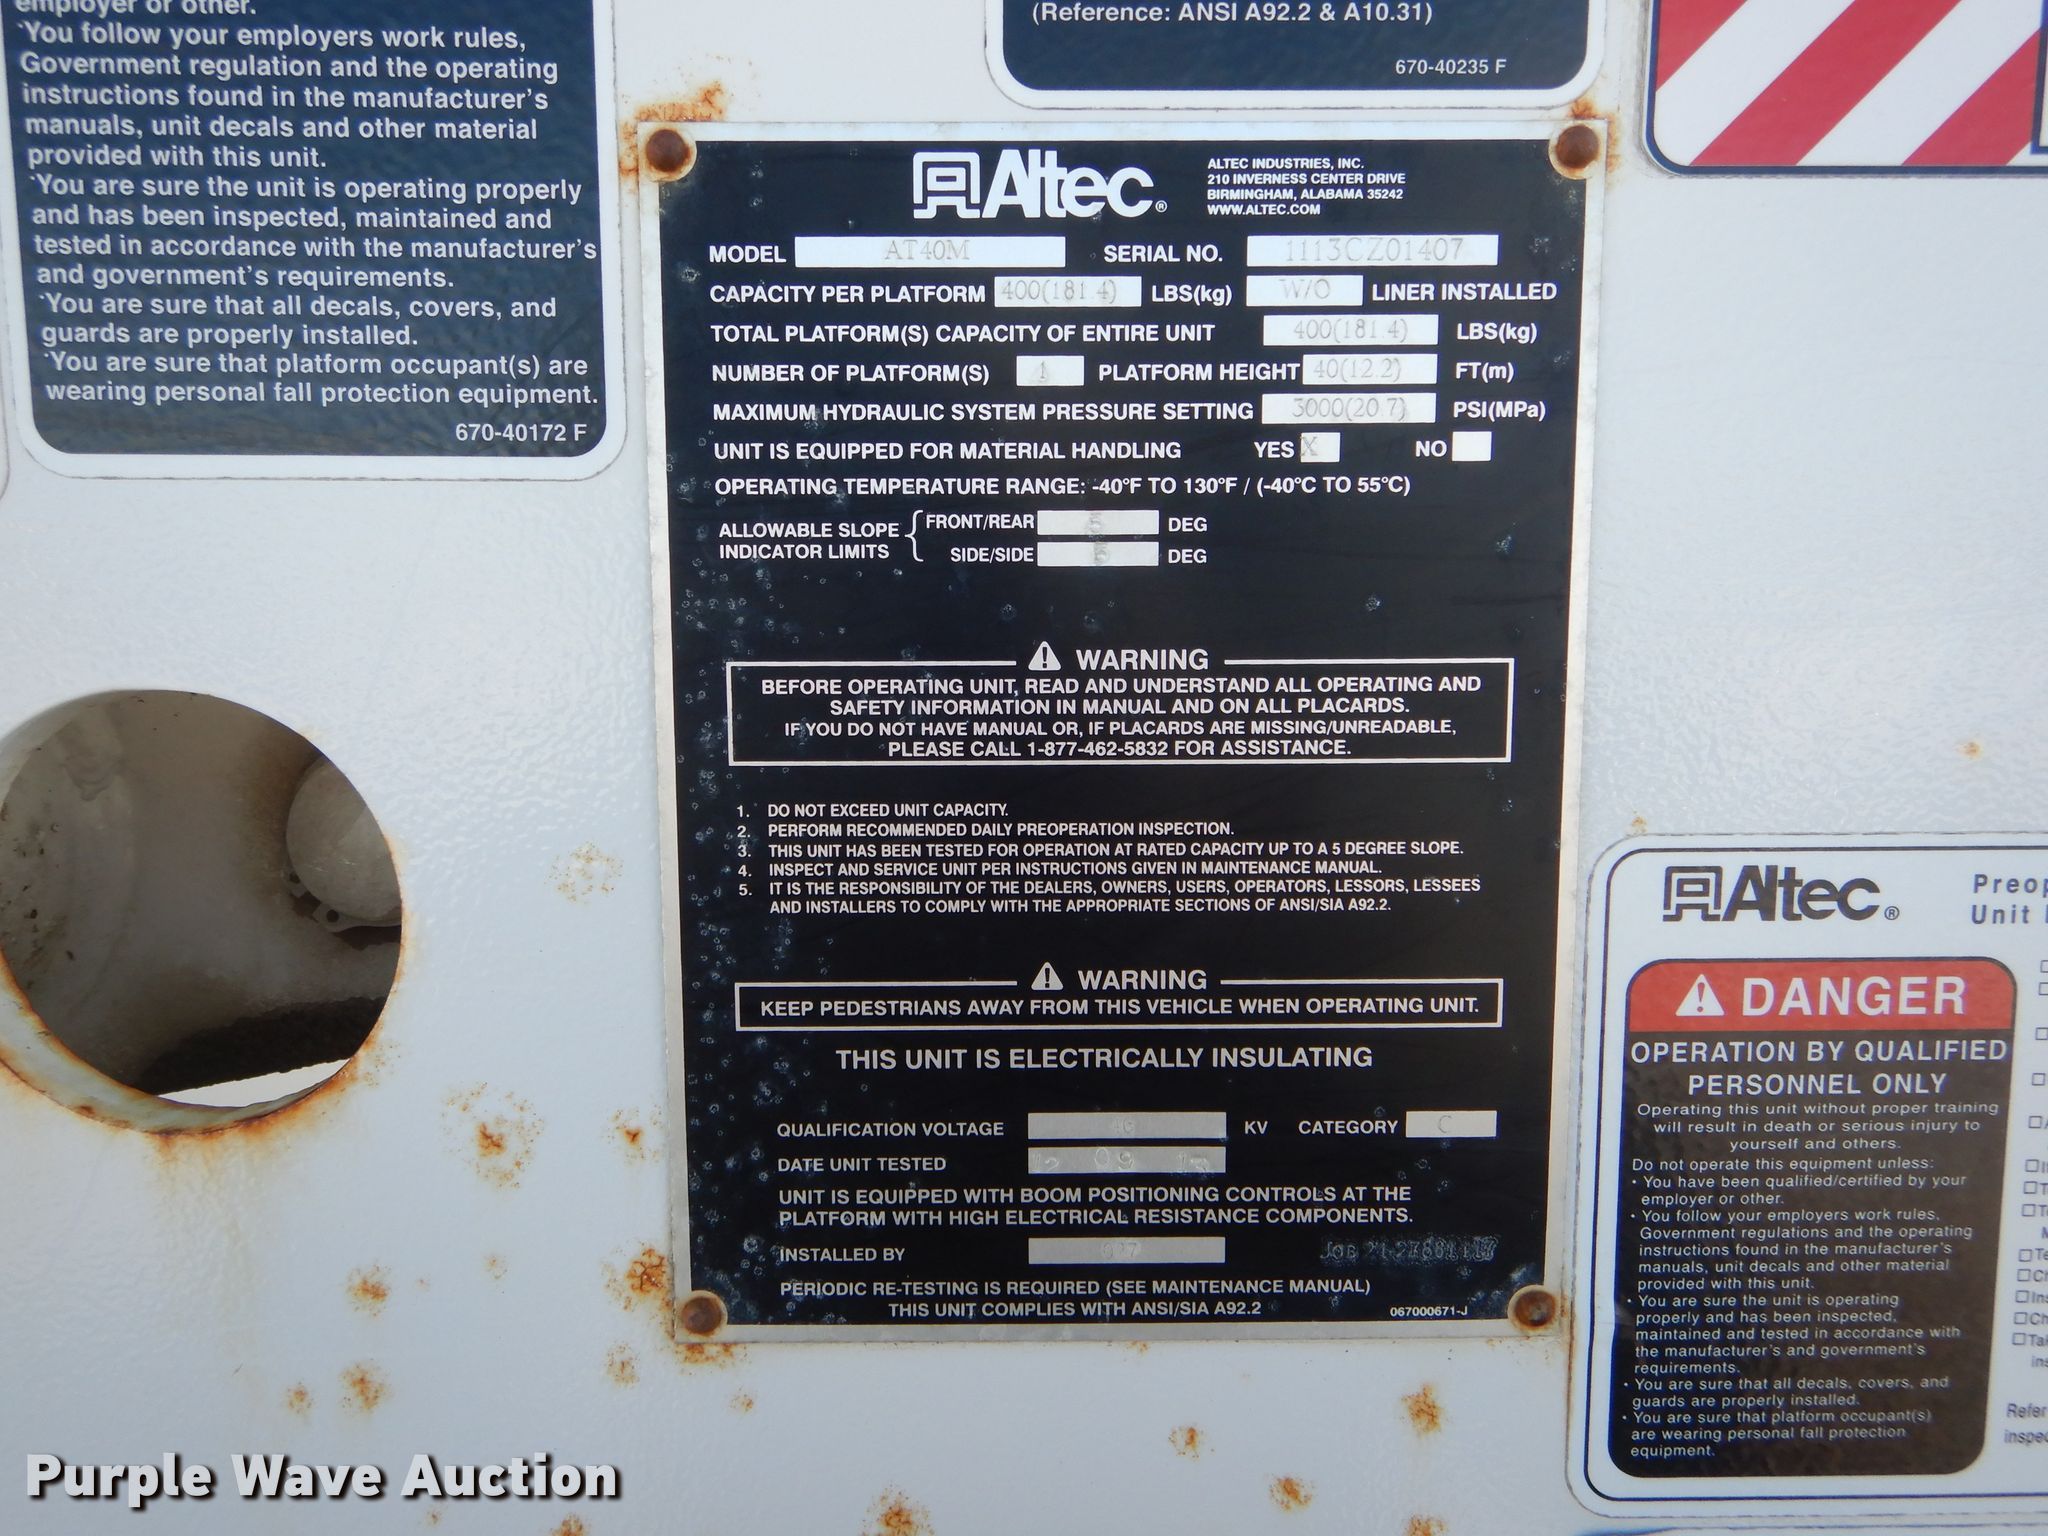 employer or other.
·You follow your employers work rules,
Government regulation and the operating
instructions found in the manufacturer's
manuals, unit decals and other material
provided with this unit.
·You are sure the unit is operating properly
and has been inspected, maintained and
tested in accordance with the manufacturer's
and government's requirements.
·You are sure that all decals, covers, and
guards are properly installed.
·You are sure that platform occupant(s) are
wearing personal fall protection equipment.
670-40172 F
(Reference: ANSI A92.2 & A10.31)
670-40235 F
Altec®
ALTEC INDUSTRIES, INC.
210 INVERNESS CENTER DRIVE
BIRMINGHAM, ALABAMA 35242
WWW.ALTEC.COM
MODEL AT40M SERIAL NO. 1113CZ01407
CAPACITY PER PLATFORM 400(181.4) LBS(kg) W/O LINER INSTALLED
TOTAL PLATFORM(S) CAPACITY OF ENTIRE UNIT 400(181.4) LBS(kg)
NUMBER OF PLATFORM(S) 1 PLATFORM HEIGHT 40(12.2) FT(m)
MAXIMUM HYDRAULIC SYSTEM PRESSURE SETTING 3000(20.7) PSI(MPa)
UNIT IS EQUIPPED FOR MATERIAL HANDLING YES X NO
OPERATING TEMPERATURE RANGE: -40°F TO 130°F / (-40°C TO 55°C)
ALLOWABLE SLOPE
INDICATOR LIMITS
FRONT/REAR 5 DEG
SIDE/SIDE 5 DEG
⚠ WARNING
BEFORE OPERATING UNIT, READ AND UNDERSTAND ALL OPERATING AND
SAFETY INFORMATION IN MANUAL AND ON ALL PLACARDS.
IF YOU DO NOT HAVE MANUAL OR, IF PLACARDS ARE MISSING/UNREADABLE,
PLEASE CALL 1-877-462-5832 FOR ASSISTANCE.
1. DO NOT EXCEED UNIT CAPACITY.
2. PERFORM RECOMMENDED DAILY PREOPERATION INSPECTION.
3. THIS UNIT HAS BEEN TESTED FOR OPERATION AT RATED CAPACITY UP TO A 5 DEGREE SLOPE.
4. INSPECT AND SERVICE UNIT PER INSTRUCTIONS GIVEN IN MAINTENANCE MANUAL.
5. IT IS THE RESPONSIBILITY OF THE DEALERS, OWNERS, USERS, OPERATORS, LESSORS, LESSEES
AND INSTALLERS TO COMPLY WITH THE APPROPRIATE SECTIONS OF ANSI/SIA A92.2.
⚠ WARNING
KEEP PEDESTRIANS AWAY FROM THIS VEHICLE WHEN OPERATING UNIT.
THIS UNIT IS ELECTRICALLY INSULATING
QUALIFICATION VOLTAGE 46 KV CATEGORY C
DATE UNIT TESTED 12 09 13
UNIT IS EQUIPPED WITH BOOM POSITIONING CONTROLS AT THE
PLATFORM WITH HIGH ELECTRICAL RESISTANCE COMPONENTS.
INSTALLED BY
PERIODIC RE-TESTING IS REQUIRED (SEE MAINTENANCE MANUAL)
THIS UNIT COMPLIES WITH ANSI/SIA A92.2 067000671-J
Altec®
Unit
⚠ DANGER
OPERATION BY QUALIFIED
PERSONNEL ONLY
Operating this unit without proper training
will result in death or serious injury to
yourself and others.
Do not operate this equipment unless:
• You have been qualified/certified by your
employer or other.
• You follow your employers work rules,
Government regulations and the operating
instructions found in the manufacturer's
manuals, unit decals and other material
provided with this unit.
• You are sure the unit is operating
properly and has been inspected,
maintained and tested in accordance with
the manufacturer's and government's
requirements.
• You are sure that all decals, covers, and
guards are properly installed.
• You are sure that platform occupant(s)
are wearing personal fall protection
equipment.
Purple Wave Auction